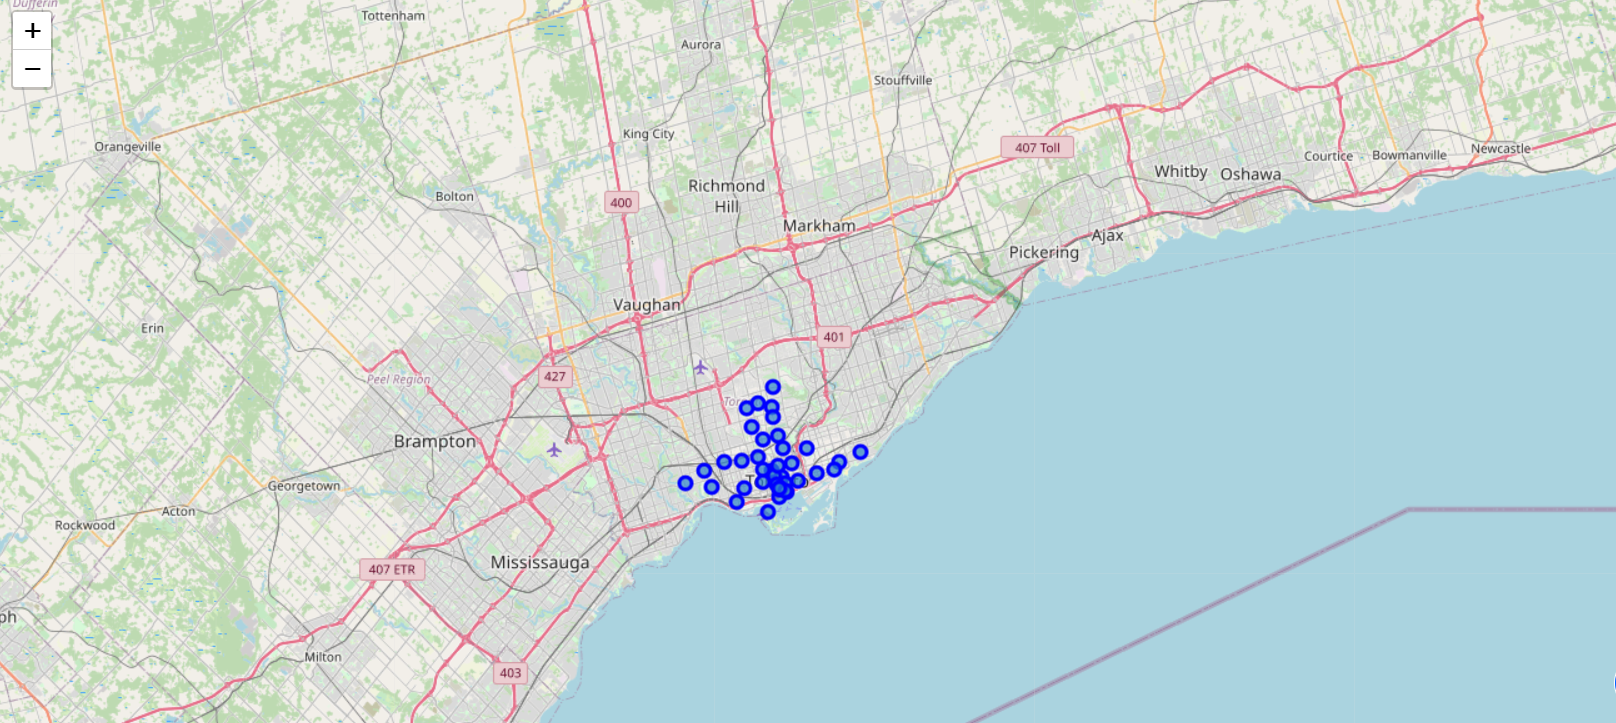 Dufferin
Tottenham
+
−
Aurora
Stouffville
King City
Orangeville
407 Toll
Courtice
Bowmanville
Newcastle
Whitby
Oshawa
Richmond
Hill
Bolton
400
Markham
Ajax
Pickering
Vaughan
Erin
401
427
Peel Region
Brampton
Georgetown
Acton
Rockwood
Mississauga
407 ETR
ph
Milton
403